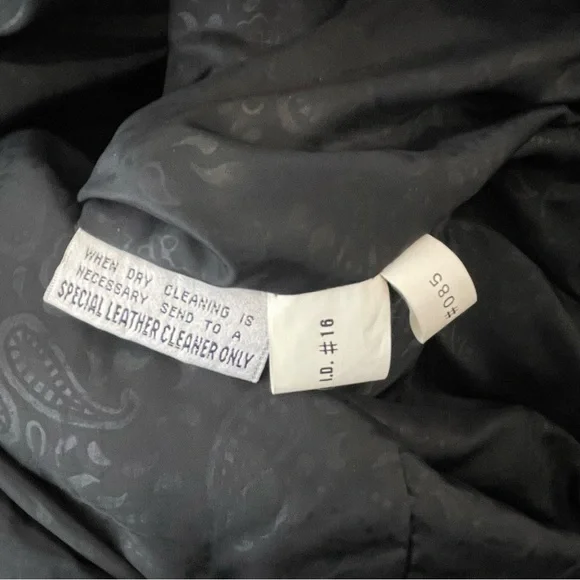 WHEN DRY CLEANING IS
NECESSARY SEND TO A
SPECIAL LEATHER CLEANER ONLY
I.D. #16
#085